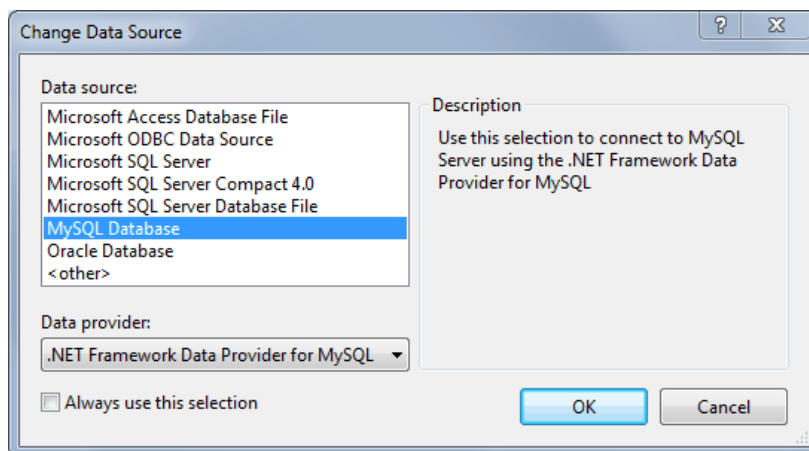 Change Data Source
Data source:
Microsoft Access Database File
Microsoft ODBC Data Source
Microsoft SQL Server
Microsoft SQL Server Compact 4.0
Microsoft SQL Server Database File
MySQL Database
Oracle Database
<other>
Description
Use this selection to connect to MySQL
Server using the .NET Framework Data
Provider for MySQL
Data provider:
.NET Framework Data Provider for MySQL
Always use this selection
OK
Cancel